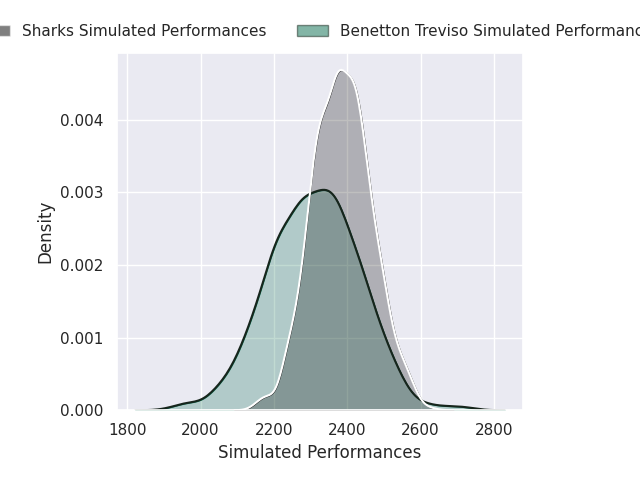 Sharks Simulated Performances
Benetton Treviso Simulated
0.004
0.003
0.002
0.001
0.000
Density
1800 2000 2200 2400 2600 2800
Simulated Performances